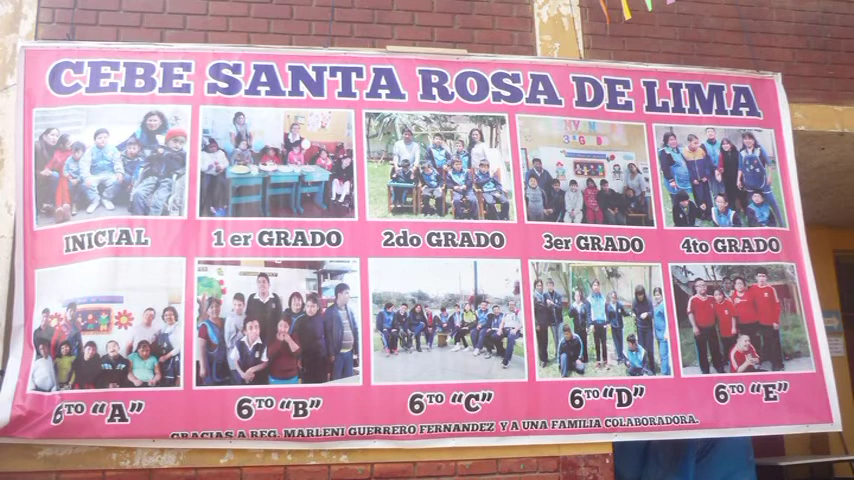 CEBE SANTA ROSA DE LIMA
INICIAL
1 er GRADO
2do GRADO
3er GRADO
4to GRADO
6TO "A"
6TO "B"
6TO "C"
6TO "D"
6TO "E"
GRACIAS A REG. MARLENI GUERRERO FERNANDEZ Y A UNA FAMILIA COLABORADORA.